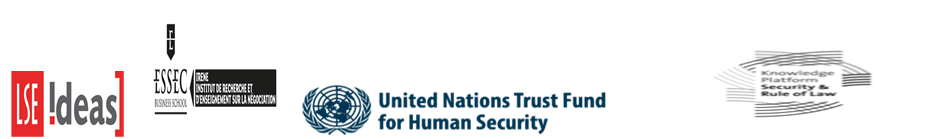 LSE !deas
ESSEC
BUSINESS SCHOOL
IRENE
INSTITUT DE RECHERCHE ET
D'ENSEIGNEMENT SUR LA NÉGOCIATION
United Nations Trust Fund
for Human Security
Knowledge
Platform
Security &
Rule of Law